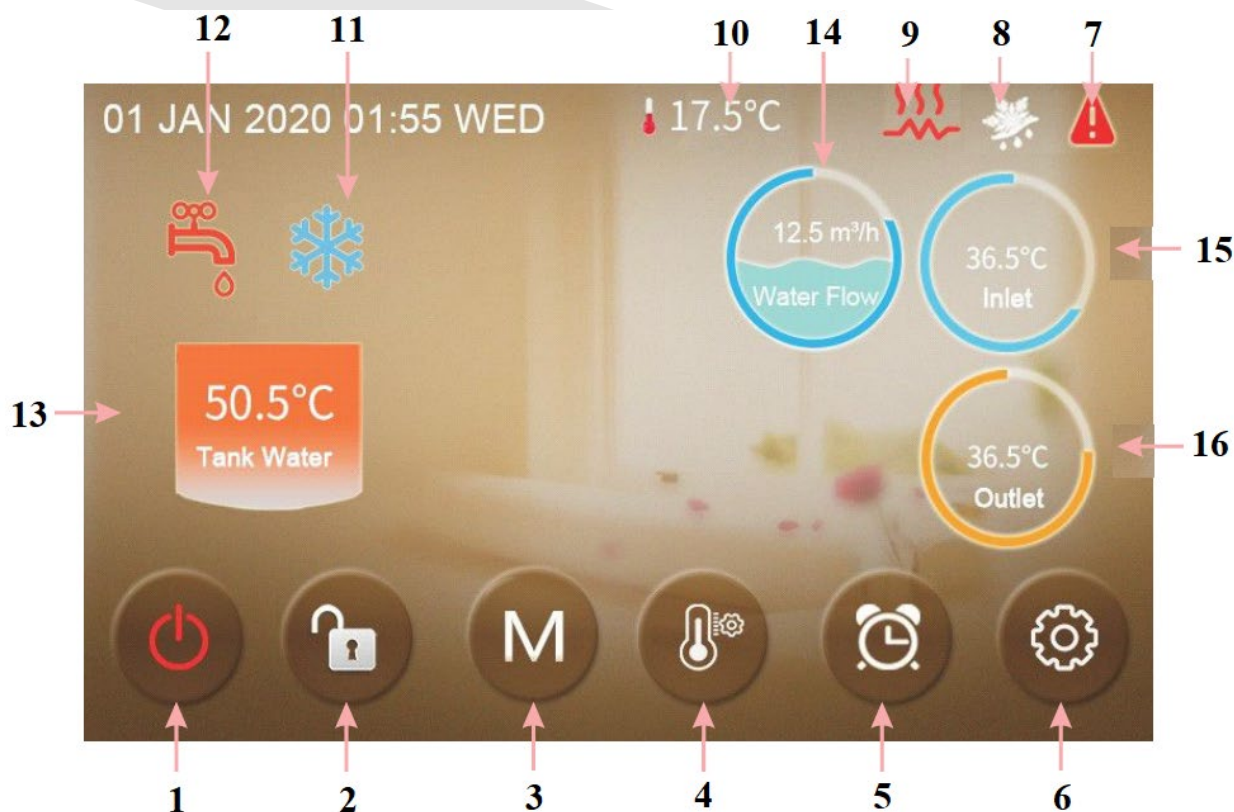 12 11 10 14 9 8 7
01 JAN 2020 01:55 WED 17.5°C
12.5 m³/h
Water Flow
36.5°C
Inlet
15
50.5°C
Tank Water
13
36.5°C
Outlet
16
M
1 2 3 4 5 6